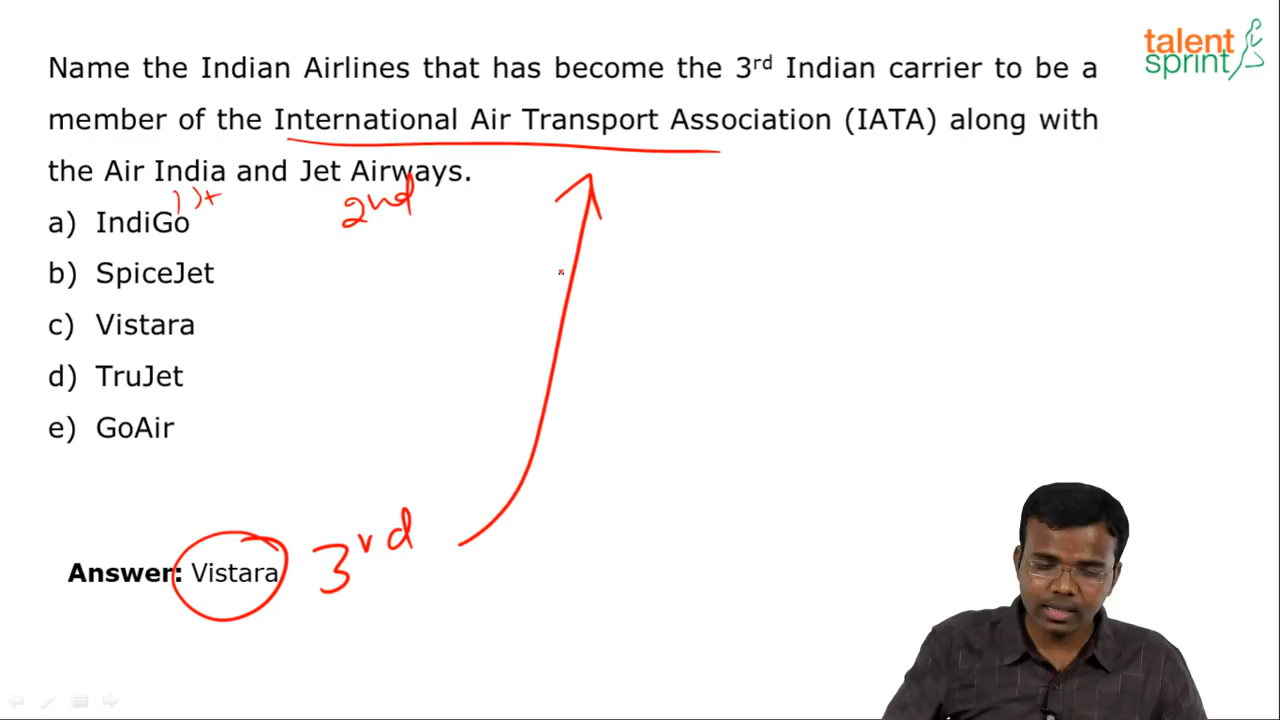 talent
sprint
Name the Indian Airlines that has become the 3rd Indian carrier to be a
member of the International Air Transport Association (IATA) along with
the Air India and Jet Airways.
2nd
a) IndiGo
b) SpiceJet
c) Vistara
d) TruJet
e) GoAir
Answer: Vistara 3rd